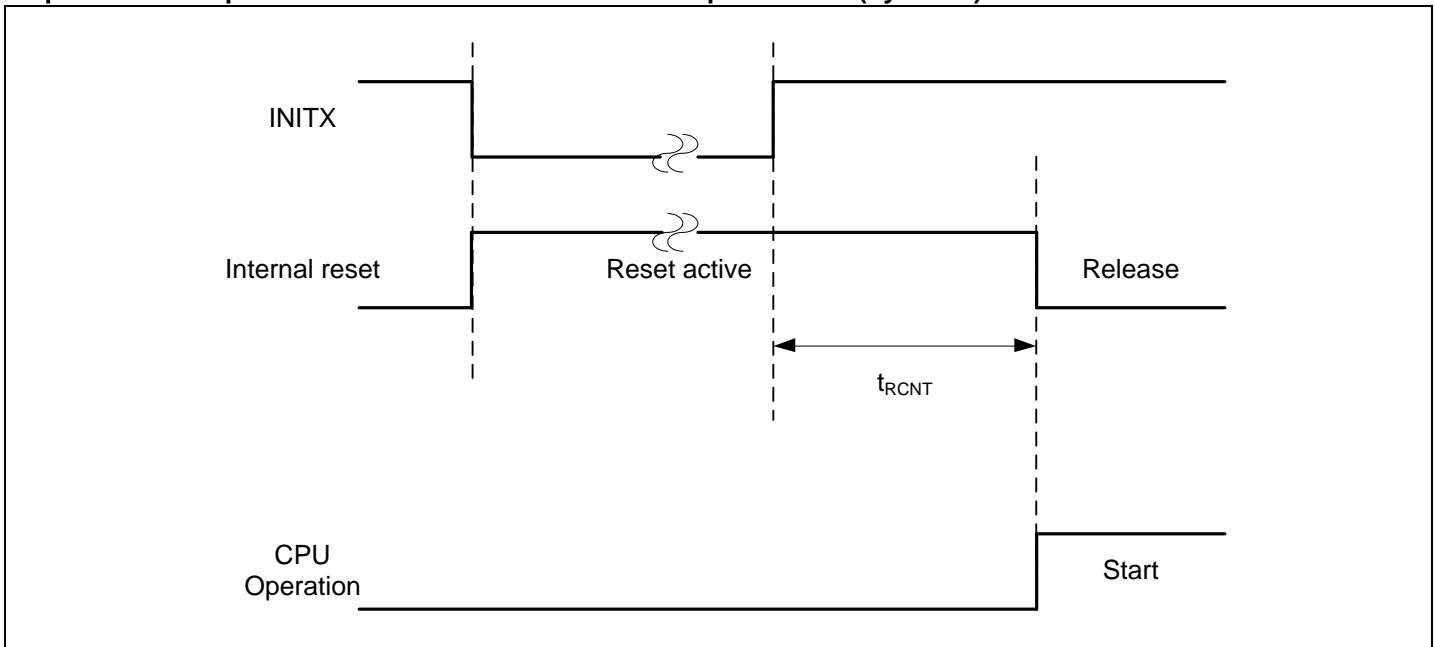 INITX
Internal reset
Reset active
Release
tRCNT
CPU
Operation
Start